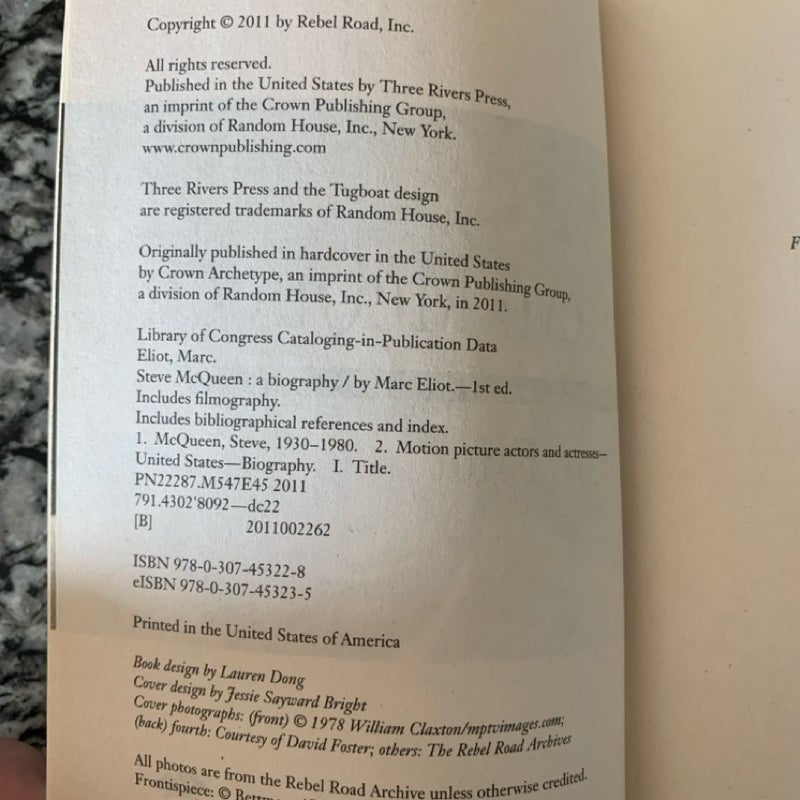 Copyright © 2011 by Rebel Road, Inc.
All rights reserved.
Published in the United States by Three Rivers Press,
an imprint of the Crown Publishing Group,
a division of Random House, Inc., New York.
www.crownpublishing.com
Three Rivers Press and the Tugboat design
are registered trademarks of Random House, Inc.
Originally published in hardcover in the United States
by Crown Archetype, an imprint of the Crown Publishing Group,
a division of Random House, Inc., New York, in 2011.
Library of Congress Cataloging-in-Publication Data
Eliot, Marc.
Steve McQueen : a biography / by Marc Eliot.—1st ed.
Includes filmography.
Includes bibliographical references and index.
1. McQueen, Steve, 1930–1980. 2. Motion picture actors and actresses—
United States—Biography. I. Title.
PN22287.M547E45 2011
791.4302'8092—dc22
[B] 2011002262
ISBN 978-0-307-45322-8
eISBN 978-0-307-45323-5
Printed in the United States of America
Book design by Lauren Dong
Cover design by Jessie Sayward Bright
Cover photographs: (front) © 1978 William Claxton/mptvimages.com;
(back) fourth: Courtesy of David Foster; others: The Rebel Road Archives
All photos are from the Rebel Road Archive unless otherwise credited.
Frontispiece: ©
F